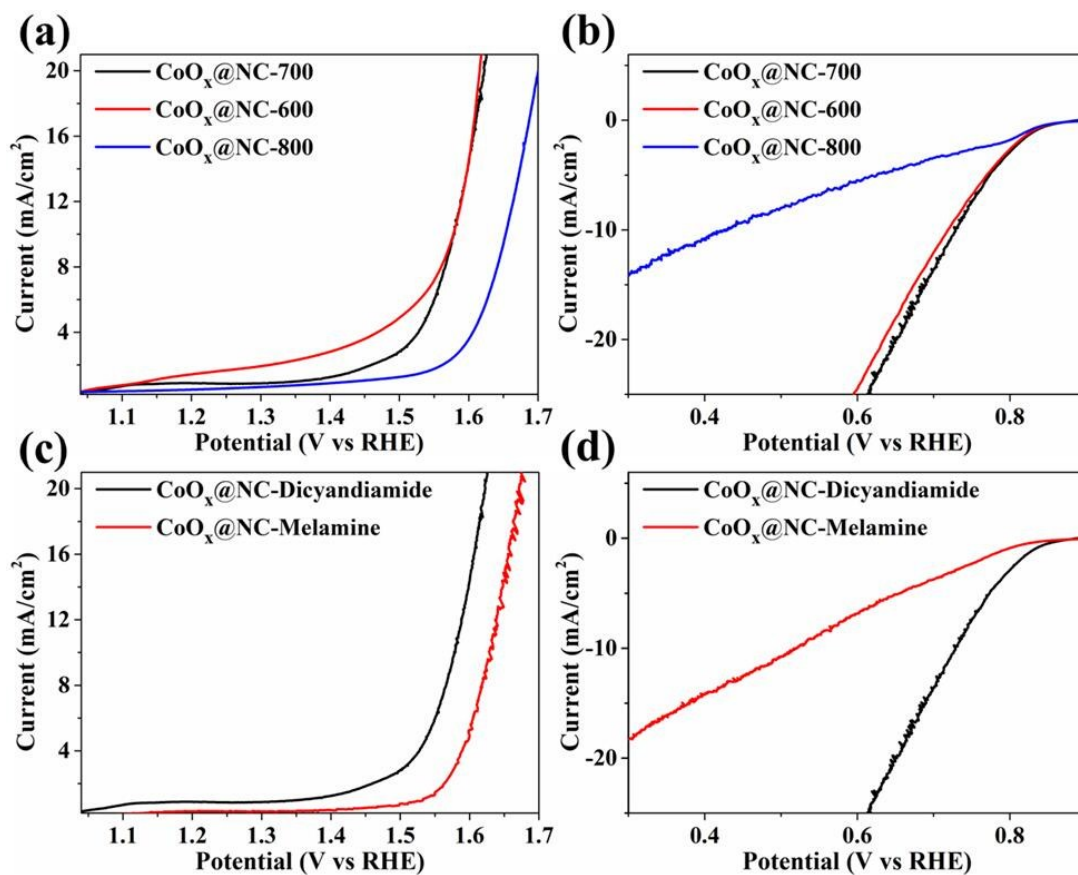 (a)
CoOx@NC-700
CoOx@NC-600
CoOx@NC-800
20
16
12
8
4
Current (mA/cm2)
1.1 1.2 1.3 1.4 1.5 1.6 1.7
Potential (V vs RHE)
(b)
CoOx@NC-700
CoOx@NC-600
CoOx@NC-800
0
-10
-20
Current (mA/cm2)
0.4 0.6 0.8
Potential (V vs RHE)
(c)
CoOx@NC-Dicyandiamide
CoOx@NC-Melamine
20
16
12
8
4
Current (mA/cm2)
1.1 1.2 1.3 1.4 1.5 1.6 1.7
Potential (V vs RHE)
(d)
CoOx@NC-Dicyandiamide
CoOx@NC-Melamine
0
-10
-20
Current (mA/cm2)
0.4 0.6 0.8
Potential (V vs RHE)